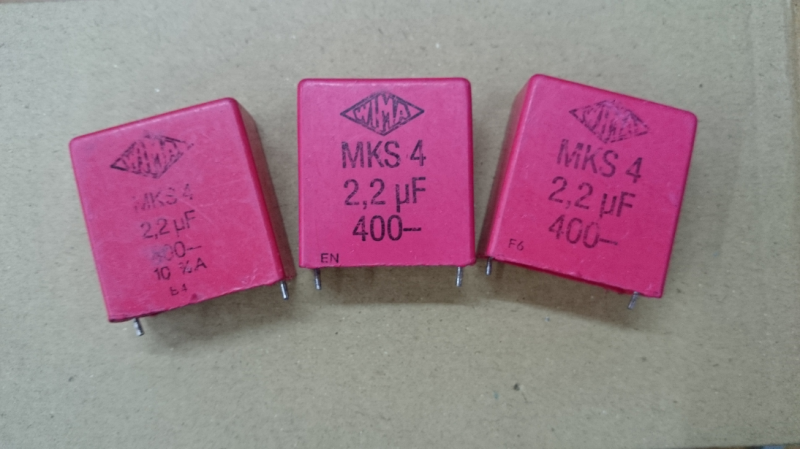 WIMA
MKS 4
2,2 µF
400–
10 % A
WIMA
MKS 4
2,2 µF
400–
EN
WIMA
MKS 4
2,2 µF
400–
F6